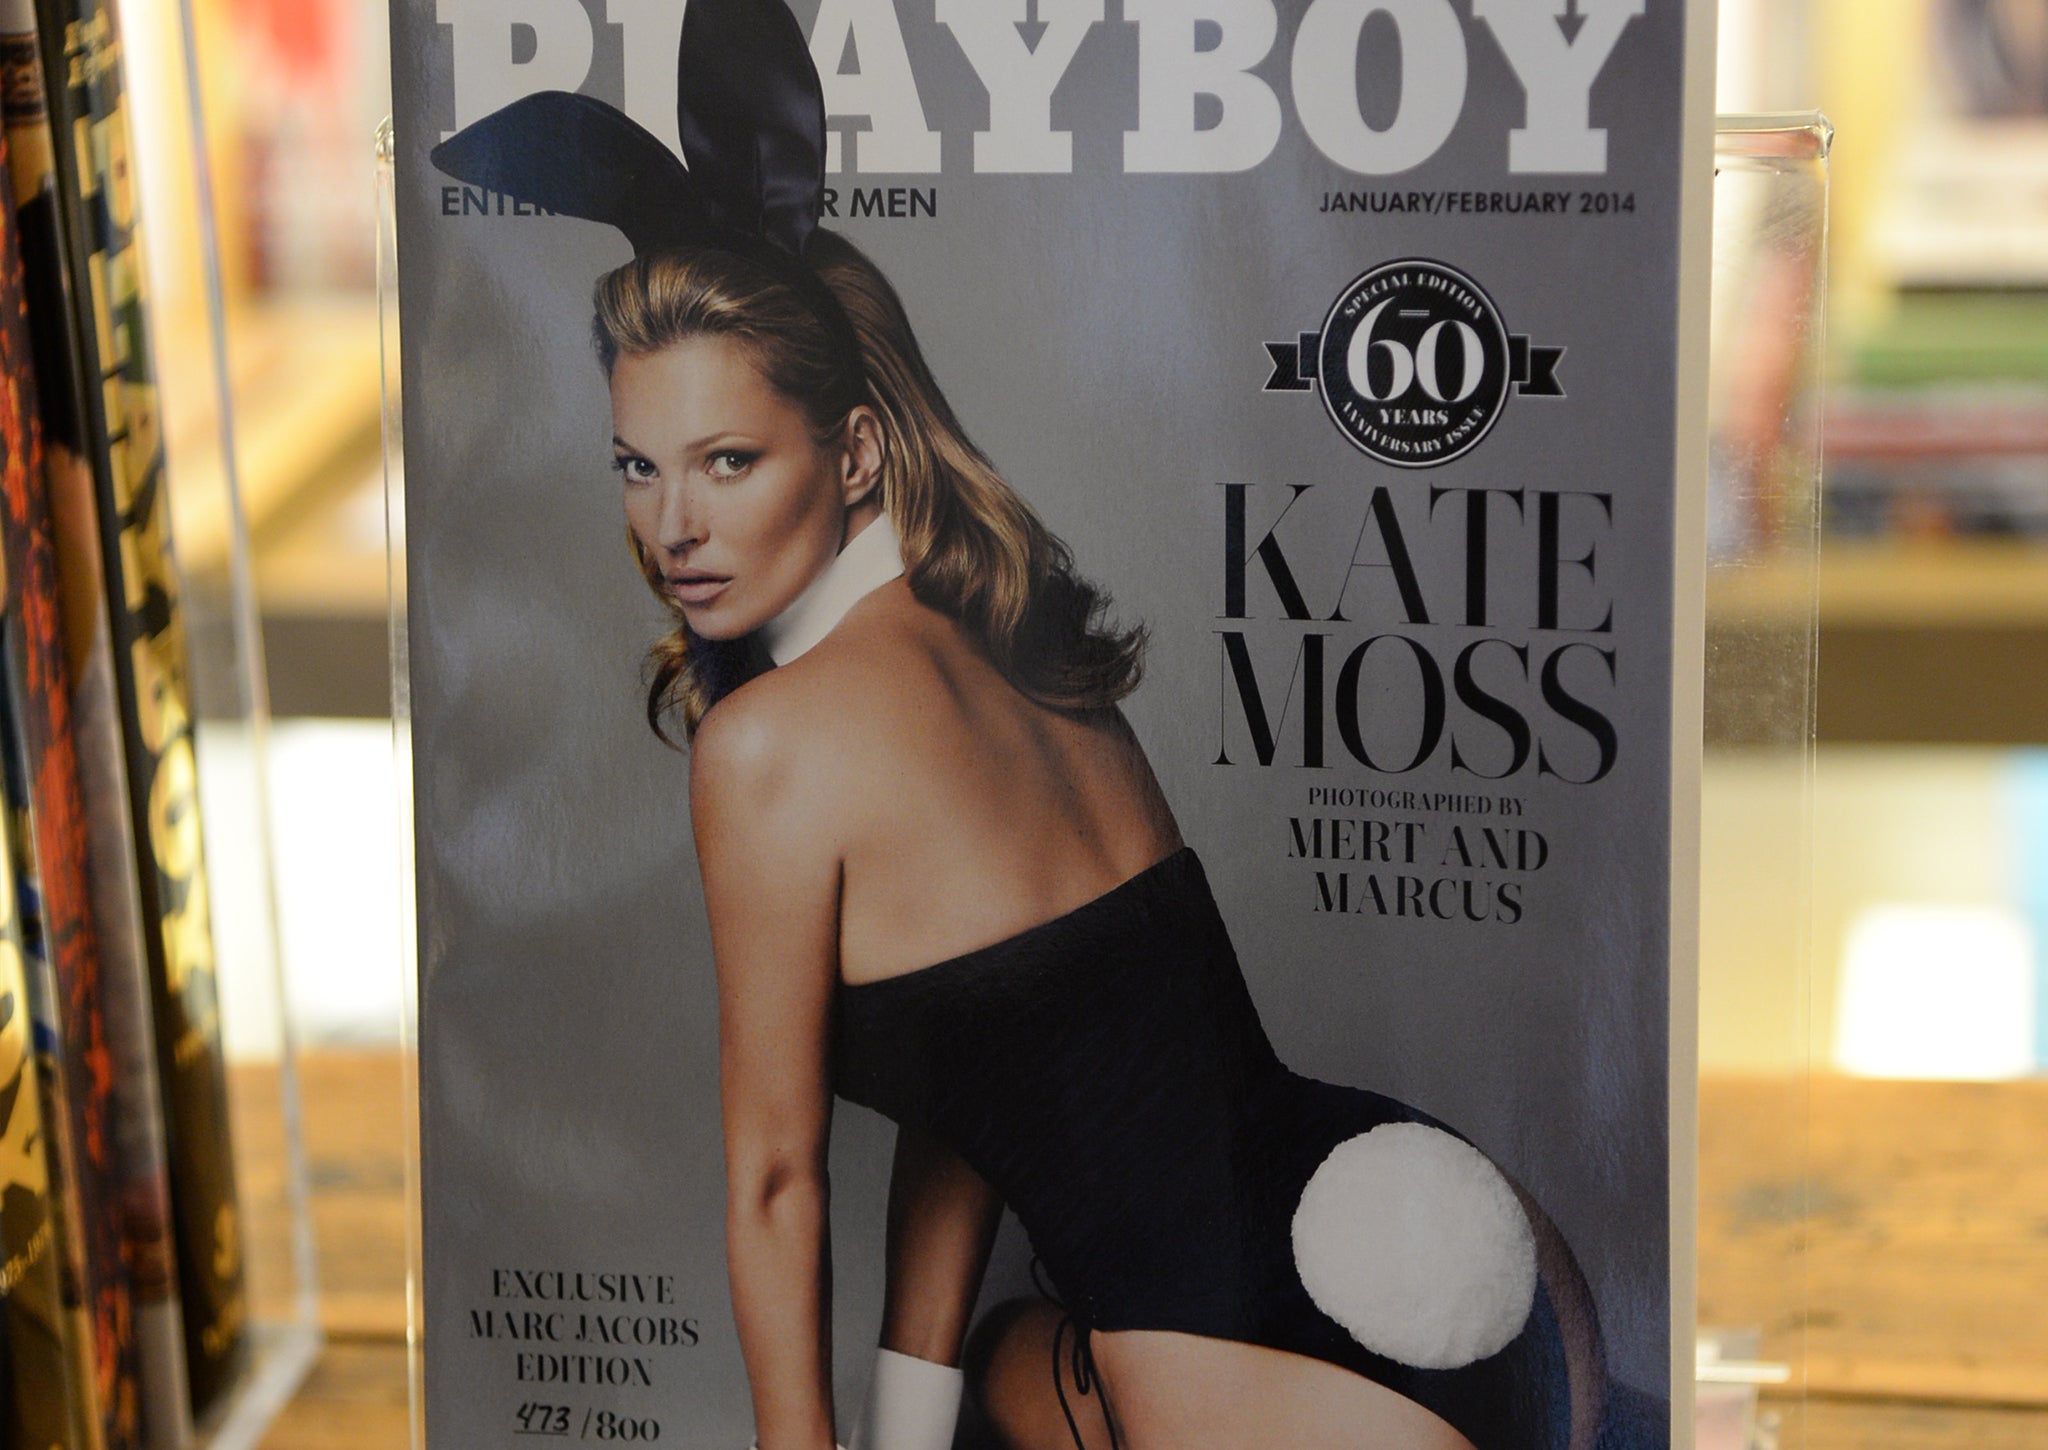 PLAYBOY
ENTER R MEN
JANUARY/FEBRUARY 2014
SPECIAL EDITION
60
YEARS
ANNIVERSARY ISSUE
KATE
MOSS
PHOTOGRAPHED BY
MERT AND
MARCUS
EXCLUSIVE
MARC JACOBS
EDITION
473 /800